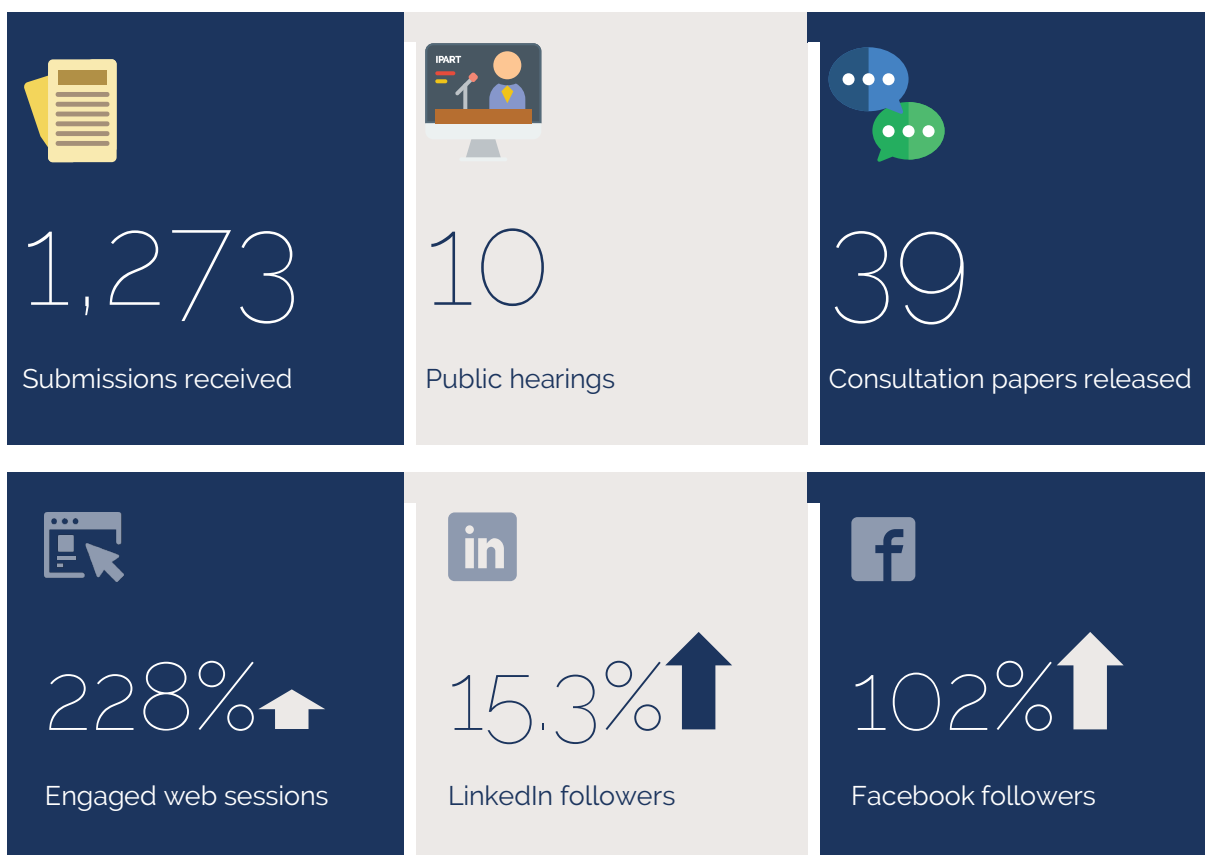 IPART
1,273
10
39
Submissions received
Public hearings
Consultation papers released
in
f
228%
15.3%
102%
Engaged web sessions
LinkedIn followers
Facebook followers